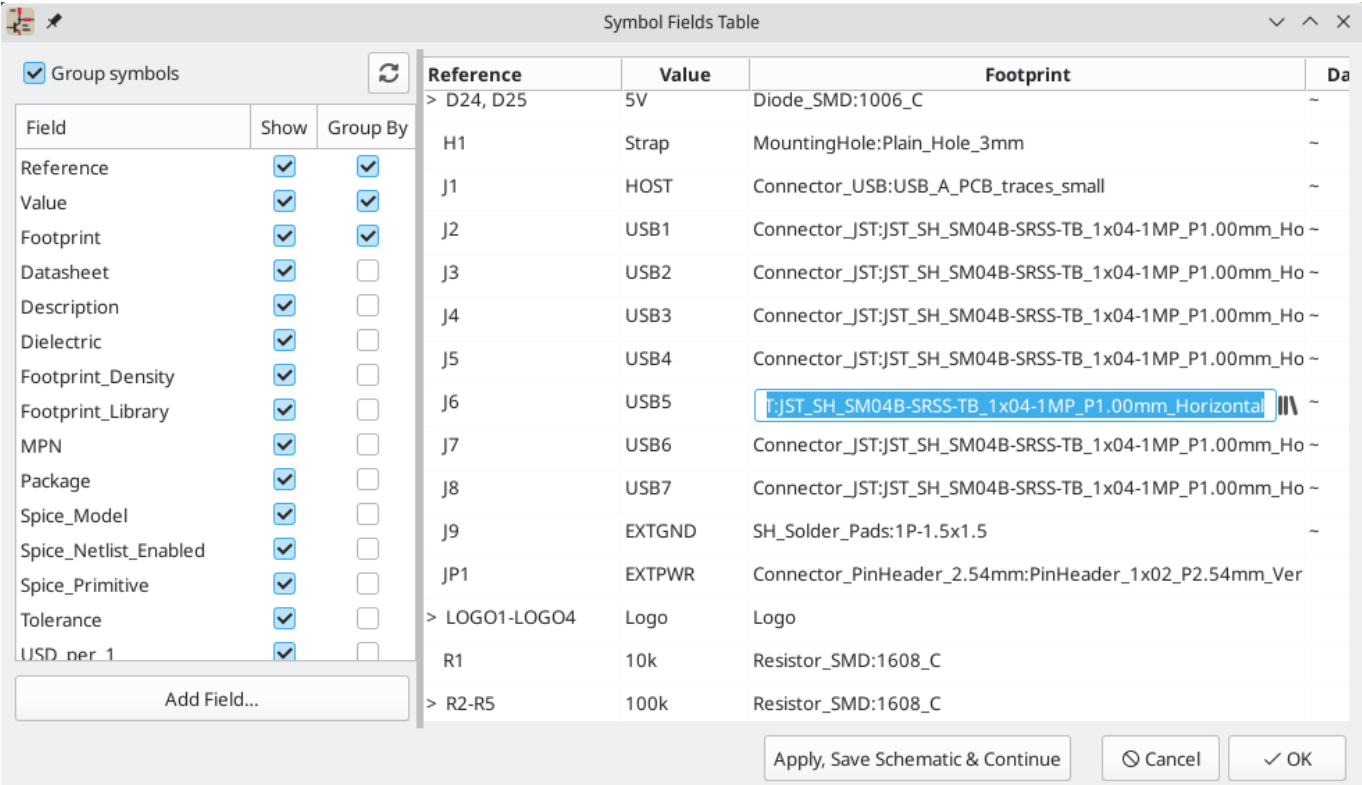 Symbol Fields Table
Group symbols
Field Show Group By
Reference
Value
Footprint
Datasheet
Description
Dielectric
Footprint_Density
Footprint_Library
MPN
Package
Spice_Model
Spice_Netlist_Enabled
Spice_Primitive
Tolerance
USD_per_1
Add Field...
Reference Value Footprint Da
> D24, D25 5V Diode_SMD:1006_C ~
H1 Strap MountingHole:Plain_Hole_3mm ~
J1 HOST Connector_USB:USB_A_PCB_traces_small ~
J2 USB1 Connector_JST:JST_SH_SM04B-SRSS-TB_1x04-1MP_P1.00mm_Ho ~
J3 USB2 Connector_JST:JST_SH_SM04B-SRSS-TB_1x04-1MP_P1.00mm_Ho ~
J4 USB3 Connector_JST:JST_SH_SM04B-SRSS-TB_1x04-1MP_P1.00mm_Ho ~
J5 USB4 Connector_JST:JST_SH_SM04B-SRSS-TB_1x04-1MP_P1.00mm_Ho ~
J6 USB5 T:JST_SH_SM04B-SRSS-TB_1x04-1MP_P1.00mm_Horizontal ~
J7 USB6 Connector_JST:JST_SH_SM04B-SRSS-TB_1x04-1MP_P1.00mm_Ho ~
J8 USB7 Connector_JST:JST_SH_SM04B-SRSS-TB_1x04-1MP_P1.00mm_Ho ~
J9 EXTGND SH_Solder_Pads:1P-1.5x1.5 ~
JP1 EXTPWR Connector_PinHeader_2.54mm:PinHeader_1x02_P2.54mm_Ver
> LOGO1-LOGO4 Logo Logo
R1 10k Resistor_SMD:1608_C
> R2-R5 100k Resistor_SMD:1608_C
Apply, Save Schematic & Continue Cancel OK